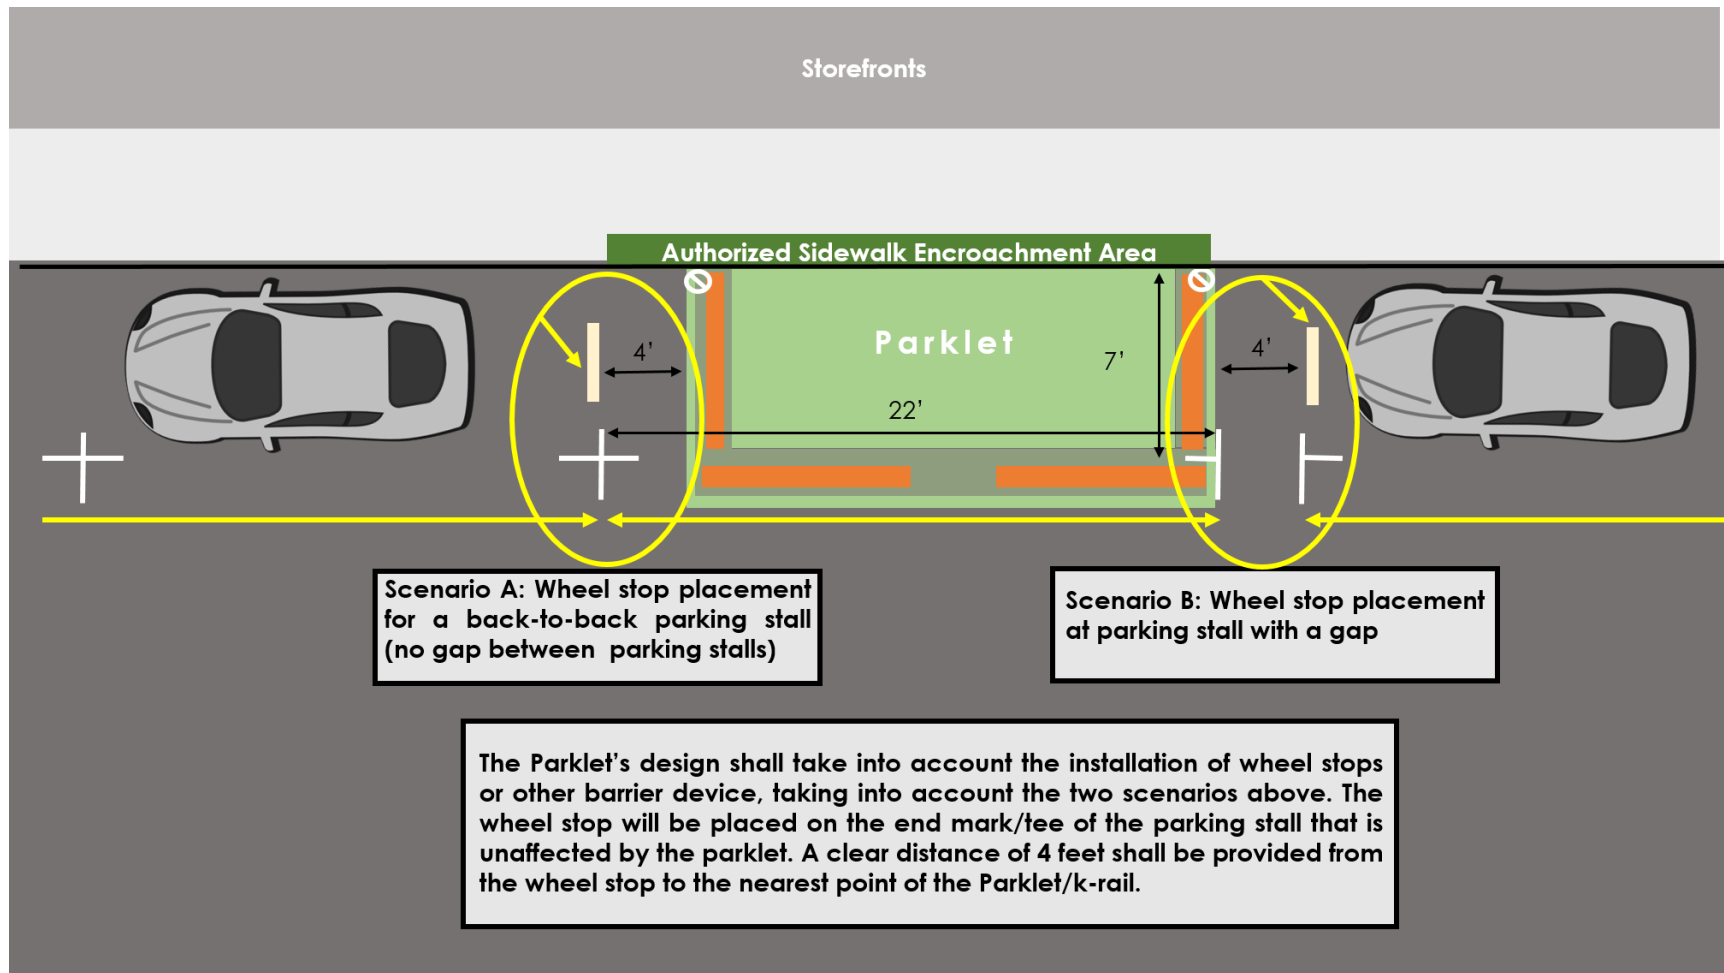 Storefronts
Authorized Sidewalk Encroachment Area
Parklet
4’
7’
4’
22’
Scenario A: Wheel stop placement
for a back-to-back parking stall
(no gap between parking stalls)
Scenario B: Wheel stop placement
at parking stall with a gap
The Parklet’s design shall take into account the installation of wheel stops
or other barrier device, taking into account the two scenarios above. The
wheel stop will be placed on the end mark/tee of the parking stall that is
unaffected by the parklet. A clear distance of 4 feet shall be provided from
the wheel stop to the nearest point of the Parklet/k-rail.